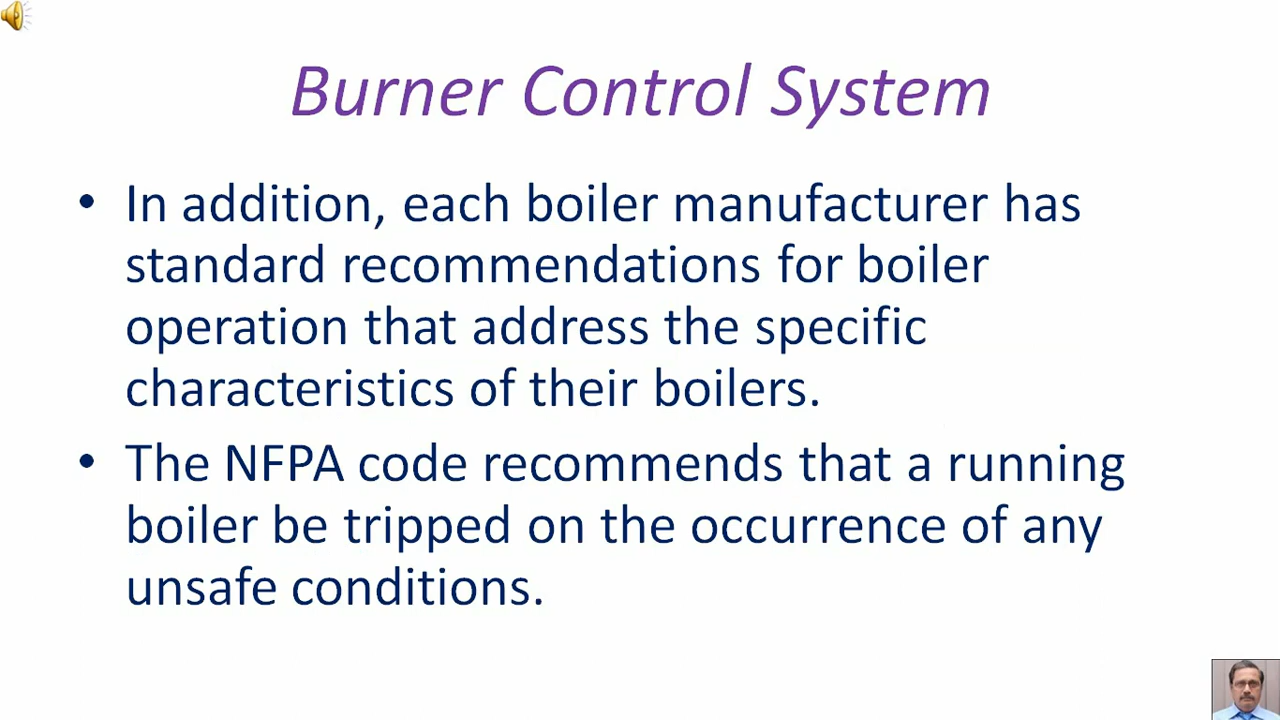 Burner Control System
• In addition, each boiler manufacturer has
standard recommendations for boiler
operation that address the specific
characteristics of their boilers.
• The NFPA code recommends that a running
boiler be tripped on the occurrence of any
unsafe conditions.